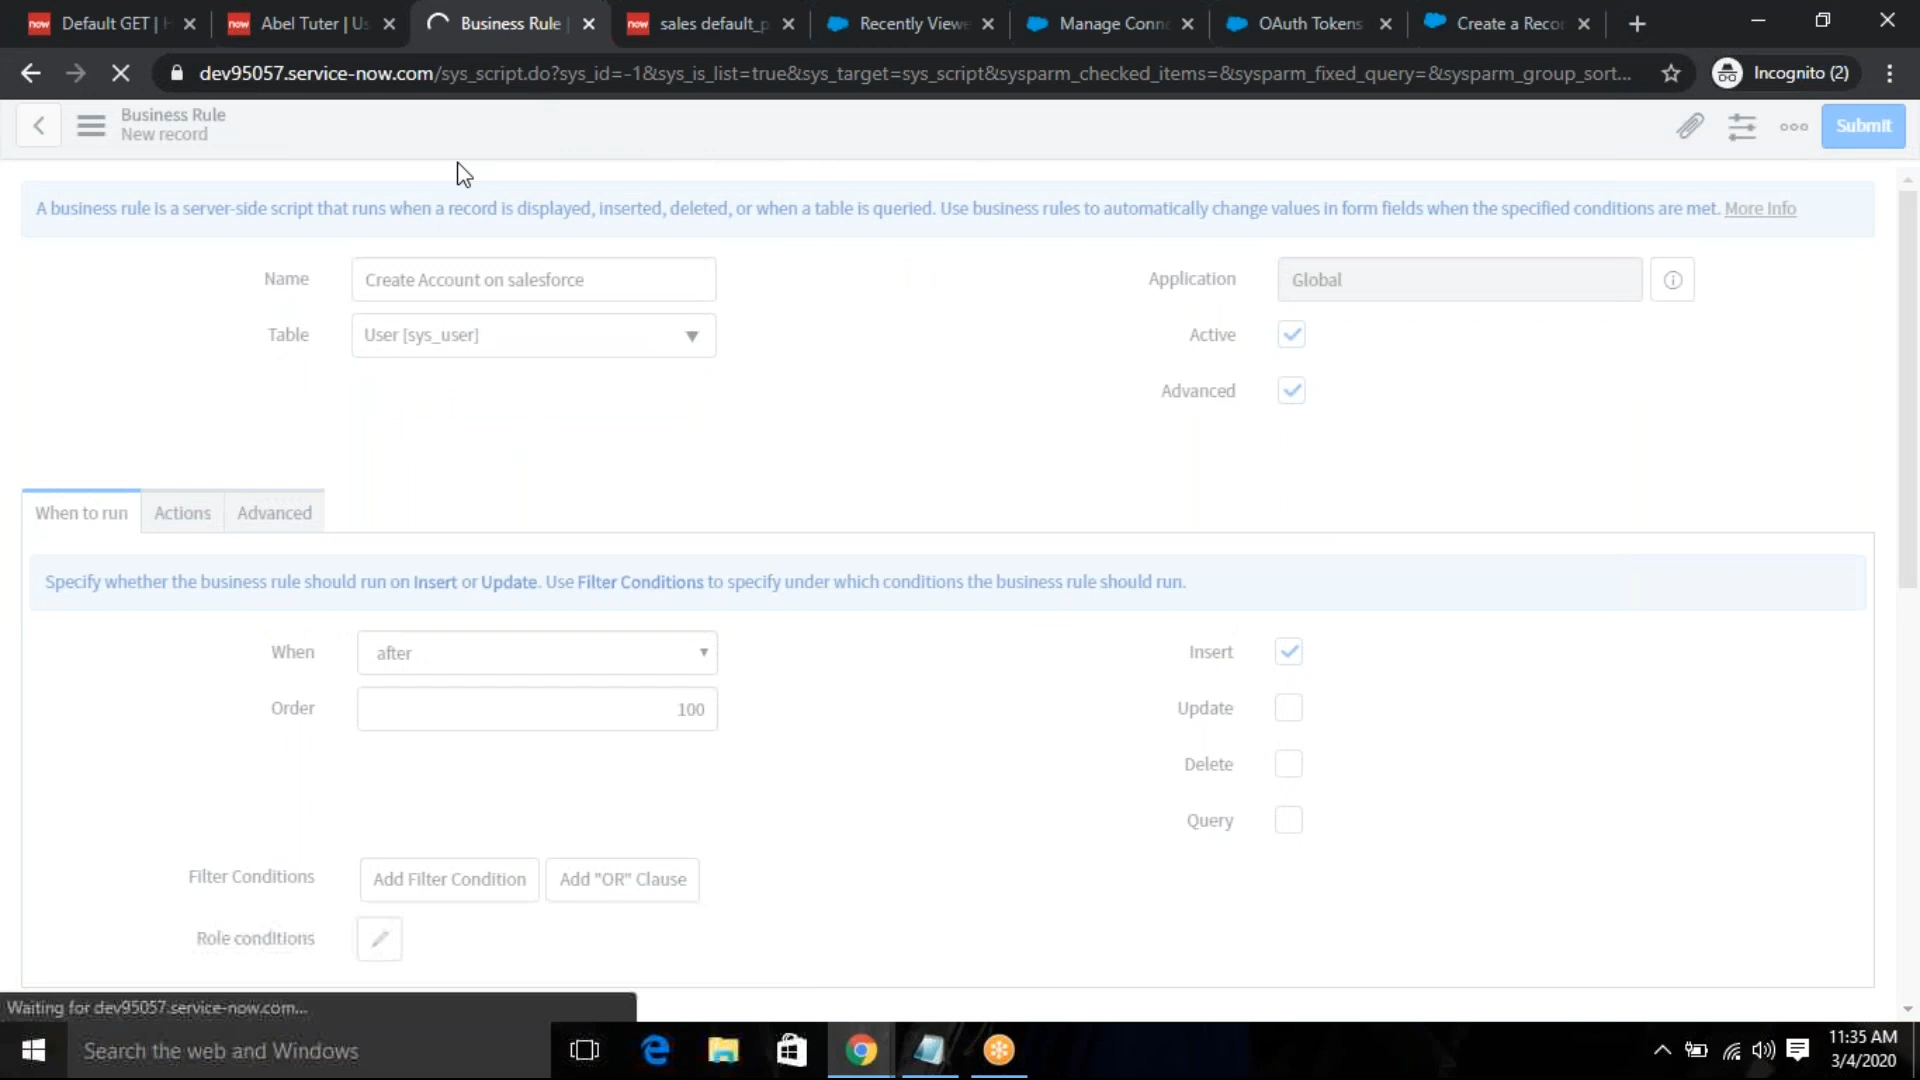 now Default GET | H
now Abel Tuter | Us
Business Rule |
now sales default_p
Recently Viewe
Manage Conne
OAuth Tokens
Create a Recor
dev95057.service-now.com/sys_script.do?sys_id=-1&sys_is_list=true&sys_target=sys_script&sysparm_checked_items=&sysparm_fixed_query=&sysparm_group_sort...
Incognito (2)
Business Rule
New record
Submit
A business rule is a server-side script that runs when a record is displayed, inserted, deleted, or when a table is queried. Use business rules to automatically change values in form fields when the specified conditions are met. More Info
Name
Create Account on salesforce
Application
Global
Table
User [sys_user]
Active
Advanced
When to run
Actions
Advanced
Specify whether the business rule should run on Insert or Update. Use Filter Conditions to specify under which conditions the business rule should run.
When
after
Insert
Order
100
Update
Delete
Query
Filter Conditions
Add Filter Condition
Add "OR" Clause
Role conditions
Waiting for dev95057.service-now.com...
Search the web and Windows
11:35 AM
3/4/2020